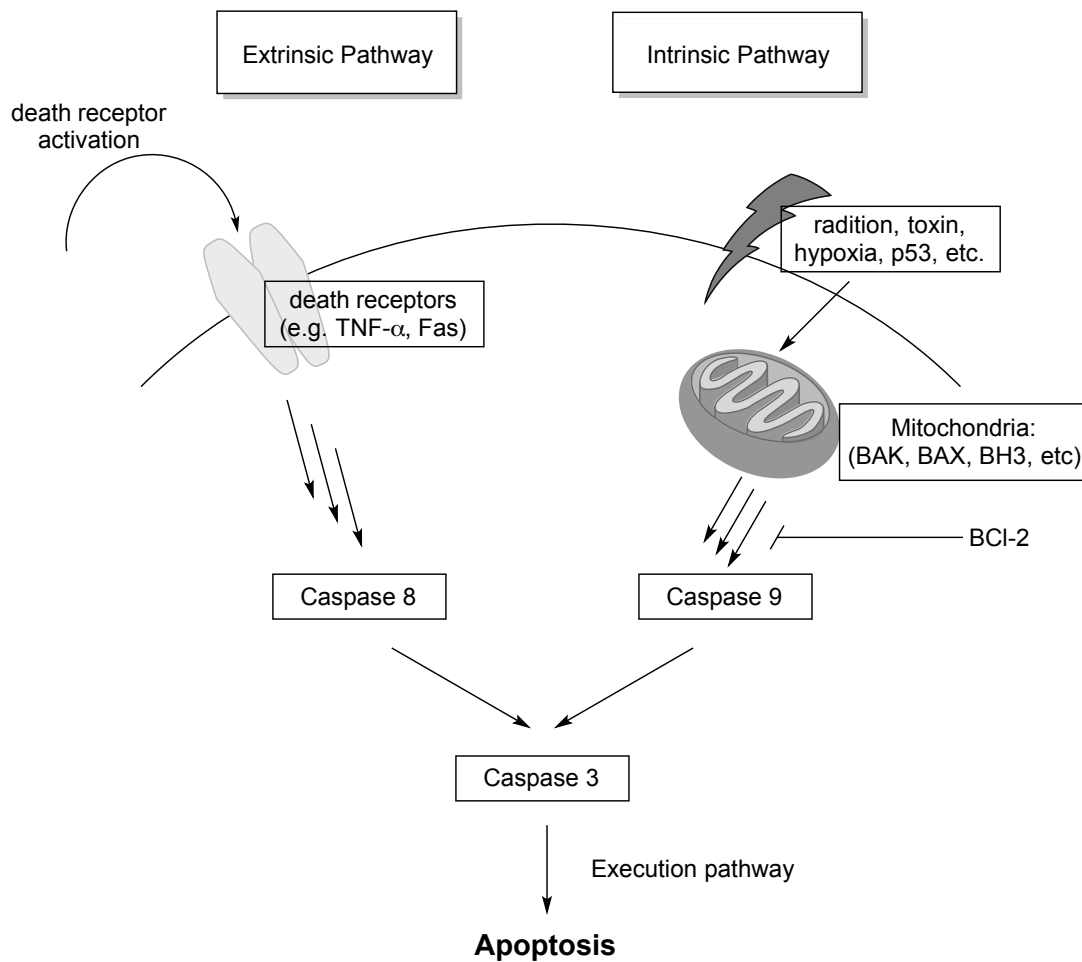 Extrinsic Pathway
Intrinsic Pathway
death receptor
activation
radition, toxin,
hypoxia, p53, etc.
death receptors
(e.g. TNF-α, Fas)
Mitochondria:
(BAK, BAX, BH3, etc)
BCl-2
Caspase 8
Caspase 9
Caspase 3
Execution pathway
Apoptosis